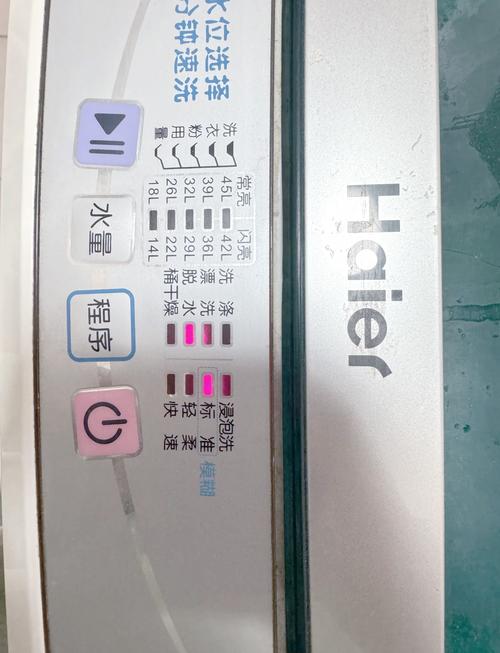 Haier
水位选择
分钟速洗
洗衣粉用量
常亮 闪亮
45L 42L
39L 36L
32L 29L
26L 22L
18L 14L
洗涤 浸泡洗
漂洗 标准 模糊
脱水 轻柔
桶干燥 快速
水量
程序